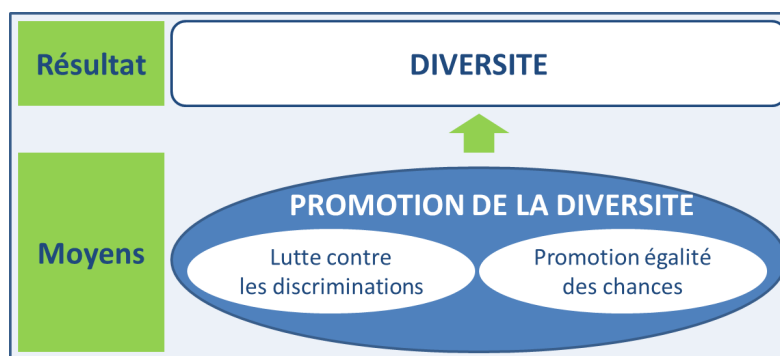 Résultat
DIVERSITE
Moyens
PROMOTION DE LA DIVERSITE
Lutte contre
les discriminations
Promotion égalité
des chances